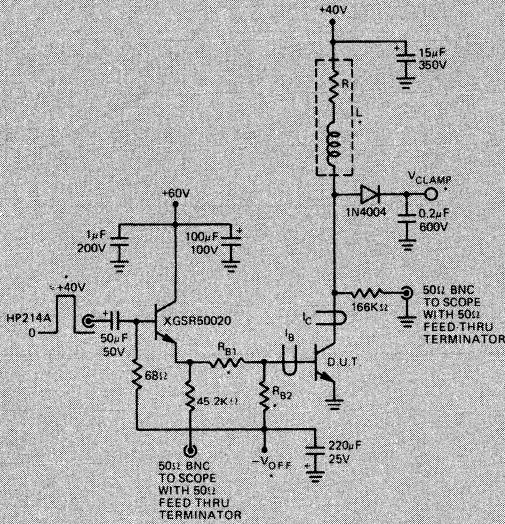 +40V
15μF
350V
R
L
VCLAMP
1N4004
0.2μF
600V
+60V
1μF
200V
100μF
100V
+40V
HP214A
0
50μF
50V
XGSR50020
166KΩ
50Ω BNC
TO SCOPE
WITH 50Ω
FEED THRU
TERMINATOR
IC
IB
RB1
D.U.T.
68Ω
45.2KΩ
RB2
-VOFF
220μF
25V
50Ω BNC
TO SCOPE
WITH 50Ω
FEED THRU
TERMINATOR